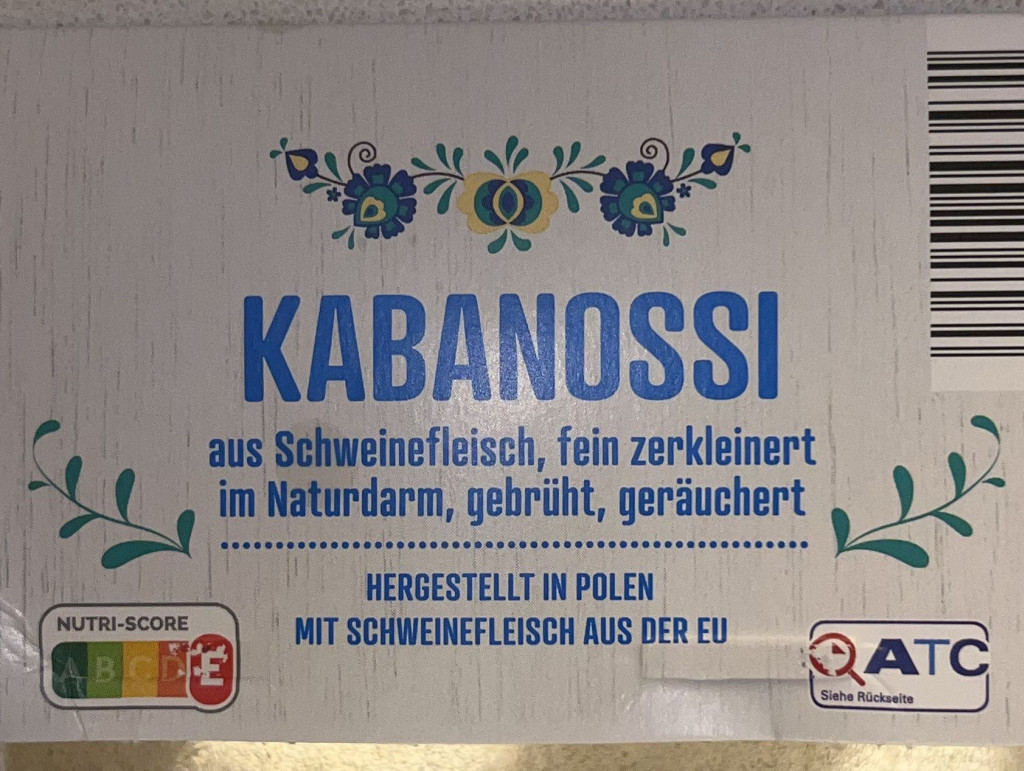 KABANOSSI
aus Schweinefleisch, fein zerkleinert
im Naturdarm, gebrüht, geräuchert
HERGESTELLT IN POLEN
MIT SCHWEINEFLEISCH AUS DER EU
NUTRI-SCORE
A B C D E
ATC
Siehe Rückseite